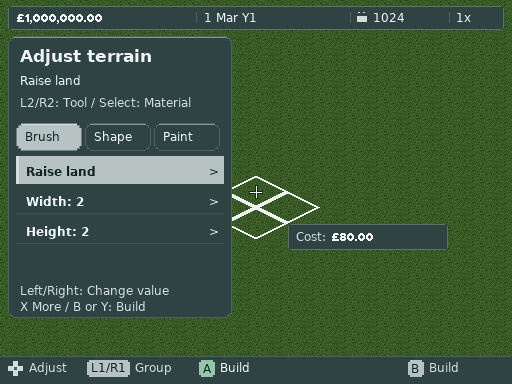 £1,000,000.00 1 Mar Y1 1024 1x
Adjust terrain
Raise land
L2/R2: Tool / Select: Material
Brush Shape Paint
Raise land >
Width: 2 >
Height: 2 >
Cost: £80.00
Left/Right: Change value
X More / B or Y: Build
Adjust L1/R1 Group A Build B Build